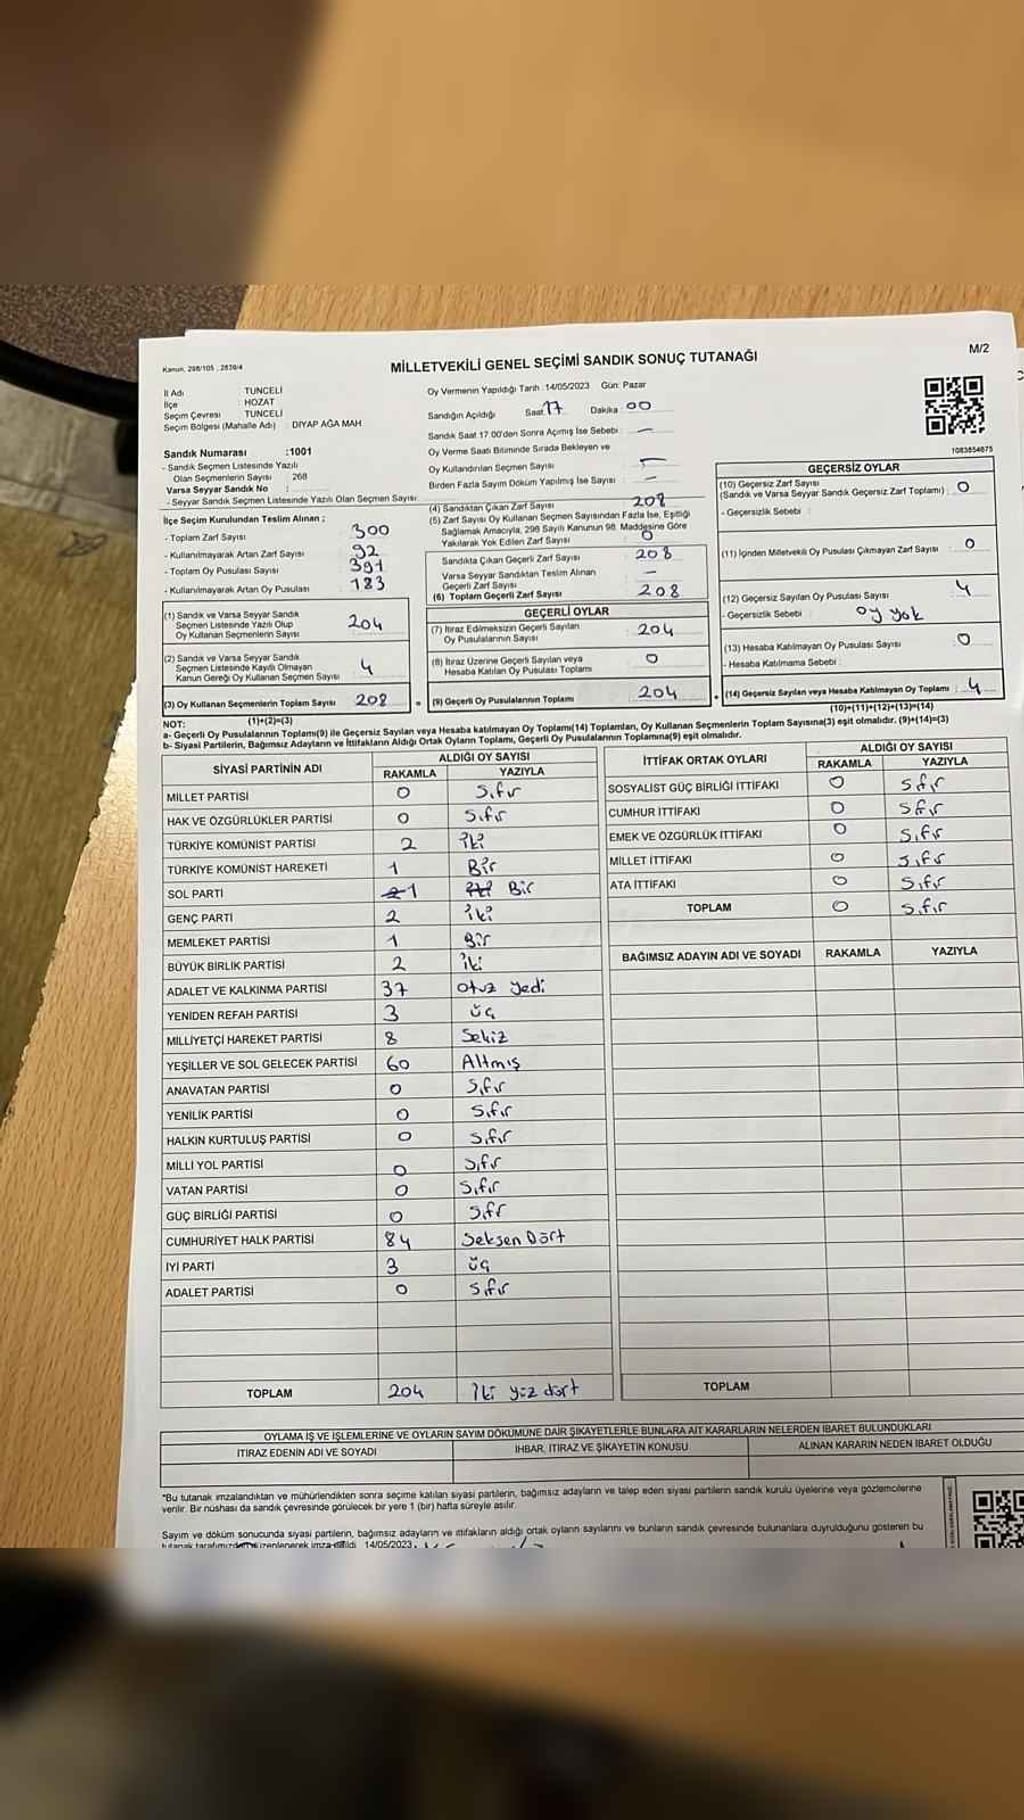 Kanun, 298/105 ; 2839/4
MİLLETVEKİLİ GENEL SEÇİMİ SANDIK SONUÇ TUTANAĞI
M/2
İl Adı TUNCELİ
İlçe : HOZAT
Seçim Çevresi TUNCELİ
Seçim Bölgesi (Mahalle Adı) : DIYAP AĞA MAH
Sandık Numarası :1001
- Sandık Seçmen Listesinde Yazılı
Olan Seçmenlerin Sayısı : 268
Varsa Seyyar Sandık No :
- Seyyar Sandık Seçmen Listesinde Yazılı Olan Seçmen Sayısı
Oy Vermenin Yapıldığı Tarih :14/05/2023 Gün: Pazar
Sandığın Açıldığı Saat 17 Dakika 00
Sandık Saat 17.00'den Sonra Açılmış İse Sebebi : —
Oy Verme Saati Bitiminde Sırada Bekleyen ve
Oy Kullandırılan Seçmen Sayısı
Birden Fazla Sayım Döküm Yapılmış İse Sayısı : —
1083854875
İlçe Seçim Kurulundan Teslim Alınan ;
- Toplam Zarf Sayısı 300
- Kullanılmayarak Artan Zarf Sayısı 92
- Toplam Oy Pusulası Sayısı 391
- Kullanılmayarak Artan Oy Pusulası 183
(4) Sandıktan Çıkan Zarf Sayısı 208
(5) Zarf Sayısı Oy Kullanan Seçmen Sayısından Fazla İse, Eşitliği
Sağlamak Amacıyla, 298 Sayılı Kanunun 98. Maddesine Göre
Yakılarak Yok Edilen Zarf Sayısı 0
Sandıkta Çıkan Geçerli Zarf Sayısı 208
Varsa Seyyar Sandıktan Teslim Alınan
Geçerli Zarf Sayısı —
(6) Toplam Geçerli Zarf Sayısı 208
GEÇERSİZ OYLAR
(10) Geçersiz Zarf Sayısı
(Sandık ve Varsa Seyyar Sandık Geçersiz Zarf Toplamı) : 0
- Geçersizlik Sebebi :
(11) İçinden Milletvekili Oy Pusulası Çıkmayan Zarf Sayısı : 0
(12) Geçersiz Sayılan Oy Pusulası Sayısı : 4
- Geçersizlik Sebebi : oy yok
(13) Hesaba Katılmayan Oy Pusulası Sayısı : 0
- Hesaba Katılmama Sebebi :
(14) Geçersiz Sayılan veya Hesaba Katılmayan Oy Toplamı : 4
(10)+(11)+(12)+(13)=(14)
(1) Sandık ve Varsa Seyyar Sandık
Seçmen Listesinde Yazılı Olup
Oy Kullanan Seçmenlerin Sayısı 204
(2) Sandık ve Varsa Seyyar Sandık
Seçmen Listesinde Kayıtlı Olmayan
Kanun Gereği Oy Kullanan Seçmen Sayısı : 4
(3) Oy Kullanan Seçmenlerin Toplam Sayısı 208
(1)+(2)=(3)
GEÇERLİ OYLAR
(7) İtiraz Edilmeksizin Geçerli Sayılan
Oy Pusulalarının Sayısı : 204
(8) İtiraz Üzerine Geçerli Sayılan veya
Hesaba Katılan Oy Pusulası Toplamı : 0
(9) Geçerli Oy Pusulalarının Toplamı : 204
NOT:
a- Geçerli Oy Pusulalarının Toplamı(9) ile Geçersiz Sayılan veya Hesaba katılmayan Oy Toplamı(14) Toplamları, Oy Kullanan Seçmenlerin Toplam Sayısına(3) eşit olmalıdır. (9)+(14)=(3)
b- Siyasi Partilerin, Bağımsız Adayların ve İttifakların Aldığı Ortak Oyların Toplamı, Geçerli Oy Pusulalarının Toplamına(9) eşit olmalıdır.
SİYASİ PARTİNİN ADI ALDIĞI OY SAYISI
RAKAMLA YAZIYLA
MİLLET PARTİSİ 0 Sıfır
HAK VE ÖZGÜRLÜKLER PARTİSİ 0 Sıfır
TÜRKİYE KOMÜNİST PARTİSİ 2 iki
TÜRKİYE KOMÜNİST HAREKETİ 1 Bir
SOL PARTİ 1 Bir
GENÇ PARTİ 2 iki
MEMLEKET PARTİSİ 1 Bir
BÜYÜK BİRLİK PARTİSİ 2 iki
ADALET VE KALKINMA PARTİSİ 37 otuz yedi
YENİDEN REFAH PARTİSİ 3 üç
MİLLİYETÇİ HAREKET PARTİSİ 8 Sekiz
YEŞİLLER VE SOL GELECEK PARTİSİ 60 Altmış
ANAVATAN PARTİSİ 0 Sıfır
YENİLİK PARTİSİ 0 Sıfır
HALKIN KURTULUŞ PARTİSİ 0 Sıfır
MİLLİ YOL PARTİSİ 0 Sıfır
VATAN PARTİSİ 0 Sıfır
GÜÇ BİRLİĞİ PARTİSİ 0 Sıfır
CUMHURİYET HALK PARTİSİ 84 Seksen Dört
İYİ PARTİ 3 üç
ADALET PARTİSİ 0 Sıfır
TOPLAM 204 İki yüz dört
İTTİFAK ORTAK OYLARI ALDIĞI OY SAYISI
RAKAMLA YAZIYLA
SOSYALİST GÜÇ BİRLİĞİ İTTİFAKI 0 Sıfır
CUMHUR İTTİFAKI 0 Sıfır
EMEK VE ÖZGÜRLÜK İTTİFAKI 0 Sıfır
MİLLET İTTİFAKI 0 Sıfır
ATA İTTİFAKI 0 Sıfır
TOPLAM 0 Sıfır
BAĞIMSIZ ADAYIN ADI VE SOYADI RAKAMLA YAZIYLA
TOPLAM
OYLAMA İŞ VE İŞLEMLERİNE VE OYLARIN SAYIM DÖKÜMÜNE DAİR ŞİKAYETLERLE BUNLARA AİT KARARLARIN NELERDEN İBARET BULUNDUKLARI
İTİRAZ EDENİN ADI VE SOYADI İHBAR, İTİRAZ VE ŞİKAYETİN KONUSU ALINAN KARARIN NEDEN İBARET OLDUĞU
*Bu tutanak imzalandıktan ve mühürlendikten sonra seçime katılan siyasi partilerin, bağımsız adayların ve talep eden siyasi partilerin sandık kurulu üyelerine veya gözlemcilerine
verilir. Bir nüshası da sandık çevresinde görülecek bir yere 1 (bir) hafta süreyle asılır.
Sayım ve döküm sonucunda siyasi partilerin, bağımsız adayların ve ittifakların aldığı ortak oyların sayılarını ve bunların sandık çevresinde bulunanlara duyrulduğunu gösteren bu
tutanak tarafımızdan düzenlenerek imza edildi. 14/05/2023